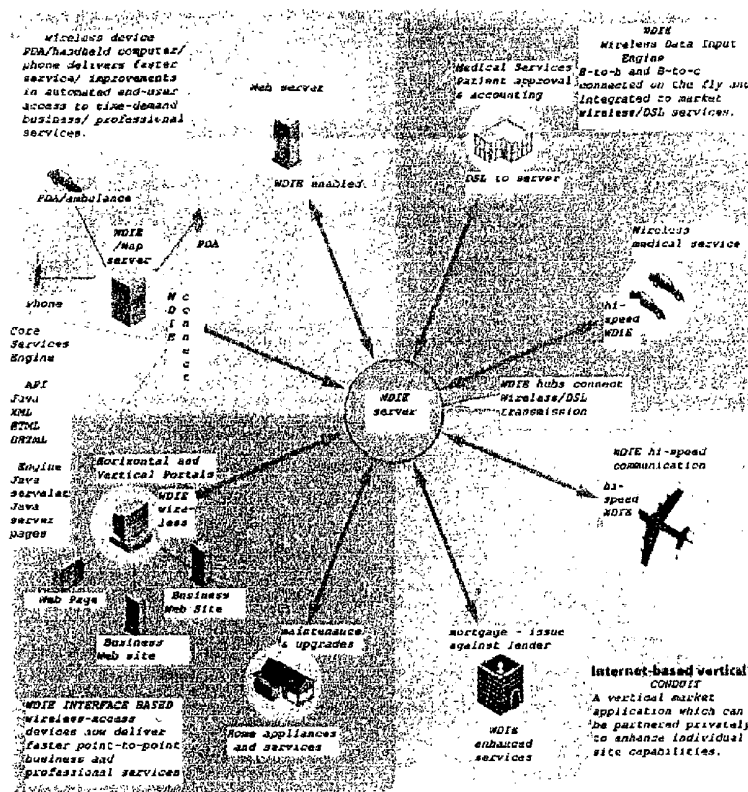 wireless device
PDA/handheld computer/
phone delivers faster
service/ improvements
in automated end-user
access to time-demand
business/ professional
services.
Web server
WDIE enabled
Medical Services
Patient approval
& accounting
DSL to server
WDIE
Wireless Data Input
Engine
B-to-b and B-to-c
connected on the fly and
integrated to market
wireless/DSL services.
PDA/ambulance
WDIE
/Wap
server
PDA
Phone
WDIE
Connect
Wireless
medical service
hi-
speed
WDIE
Core
Services
Engine
API
Java
XML
HTML
DHTML
Engine
Java
servelat
Java
server
pages
WDIE
server
WDIE hubs connect
Wireless/DSL
transmission
WDIE hi-speed
communication
hi-
speed
WDIE
Horizontal and
Vertical Portals
WDIE
wire-
less
Web Page
Business
Web Site
Business
Web site
maintenance
& upgrades
Home appliances
and services
mortgage - issue
against lender
WDIE
enhanced
services
Internet-based vertical
CONDUIT
A vertical market
application which can
be partnered privately
to enhance individual
site capabilities.
WDIE INTERFACE BASED
wireless-access
devices now deliver
faster point-to-point
business and
professional services